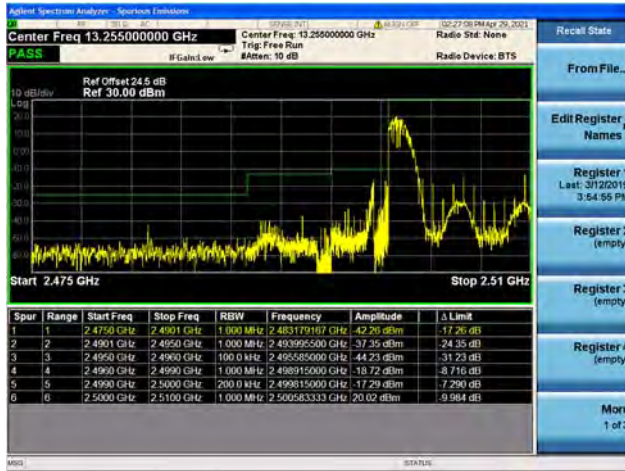 Agilent Spectrum Analyzer - Spurious Emissions
SENSE:INT
ALIGN OFF
02:27:08 PM Apr 29, 2021
Center Freq 13.255000000 GHz
Center Freq: 13.255000000 GHz
Radio Std: None
Trig: Free Run
PASS
IFGain:Low
#Atten: 10 dB
Radio Device: BTS
Ref Offset 24.5 dB
10 dB/div
Ref 30.00 dBm
Log
Start 2.475 GHz
Stop 2.51 GHz
Spur Range Start Freq Stop Freq RBW Frequency Amplitude Δ Limit
1 1 2.4750 GHz 2.4901 GHz 1.000 MHz 2.483179167 GHz -42.26 dBm -17.26 dB
2 2 2.4901 GHz 2.4950 GHz 1.000 MHz 2.493995500 GHz -37.35 dBm -24.35 dB
3 3 2.4950 GHz 2.4960 GHz 100.0 kHz 2.495585000 GHz -44.23 dBm -31.23 dB
4 4 2.4960 GHz 2.4990 GHz 1.000 MHz 2.498915000 GHz -18.72 dBm -8.716 dB
5 5 2.4990 GHz 2.5000 GHz 200.0 kHz 2.499815000 GHz -17.29 dBm -7.290 dB
6 6 2.5000 GHz 2.5100 GHz 1.000 MHz 2.500583333 GHz 20.02 dBm -9.984 dB
MSG
STATUS
Recall State
From File..
Edit Register
Names
Register
Last: 3/12/2019
3:54:55 PM
Register
(empty
Register
(empty
Register
(empty
More
1 of